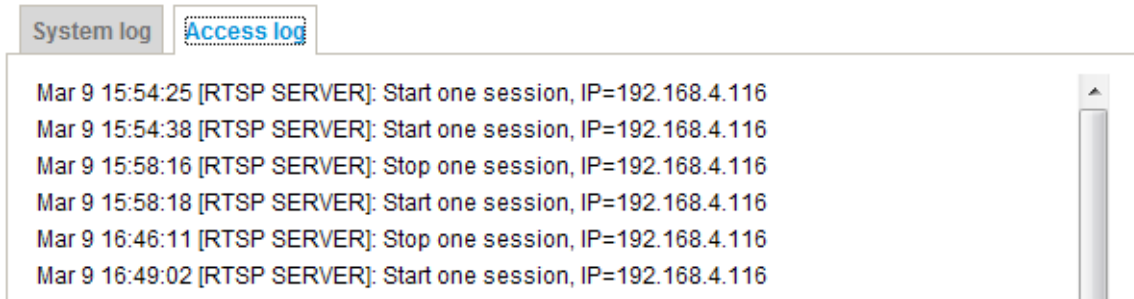 System log Access log
Mar 9 15:54:25 [RTSP SERVER]: Start one session, IP=192.168.4.116
Mar 9 15:54:38 [RTSP SERVER]: Start one session, IP=192.168.4.116
Mar 9 15:58:16 [RTSP SERVER]: Stop one session, IP=192.168.4.116
Mar 9 15:58:18 [RTSP SERVER]: Start one session, IP=192.168.4.116
Mar 9 16:46:11 [RTSP SERVER]: Stop one session, IP=192.168.4.116
Mar 9 16:49:02 [RTSP SERVER]: Start one session, IP=192.168.4.116